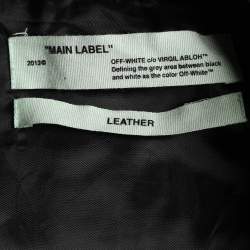 "MAIN LABEL"
2013© OFF-WHITE c/o VIRGIL ABLOH™
Defining the grey area between black
and white as the color Off-White™
LEATHER